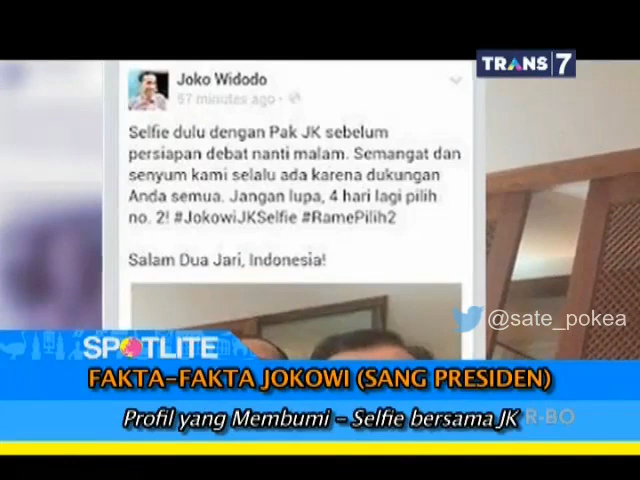 TRANS 7
Joko Widodo
57 minutes ago
Selfie dulu dengan Pak JK sebelum
persiapan debat nanti malam. Semangat dan
senyum kami selalu ada karena dukungan
Anda semua. Jangan lupa, 4 hari lagi pilih
no. 2! #JokowiJKSelfie #RamePilih2
Salam Dua Jari, Indonesia!
@sate_pokea
SPOTLITE
FAKTA-FAKTA JOKOWI (SANG PRESIDEN)
Profil yang Membumi - Selfie bersama JK
R-BO